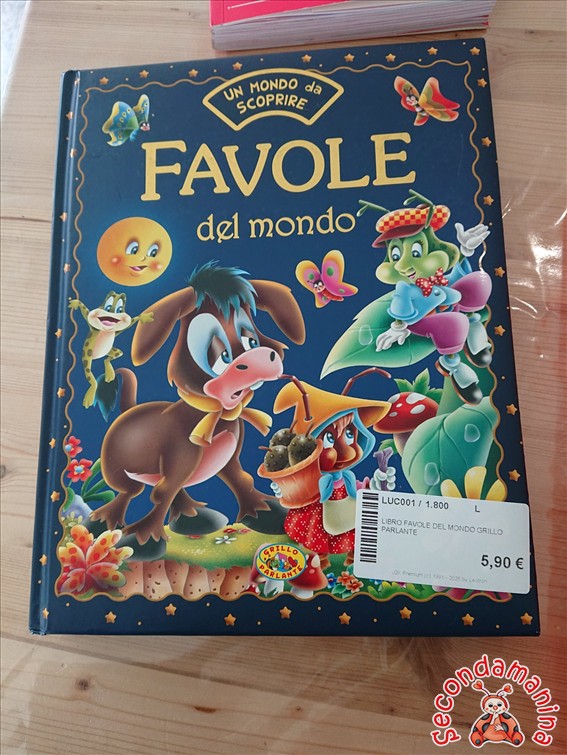 UN MONDO da
SCOPRIRE
FAVOLE
del mondo
GRILLO
PARLANTE
LUC001 / 1.800 L
LIBRO FAVOLE DEL MONDO GRILLO
PARLANTE
5,90 €
Secondamanina